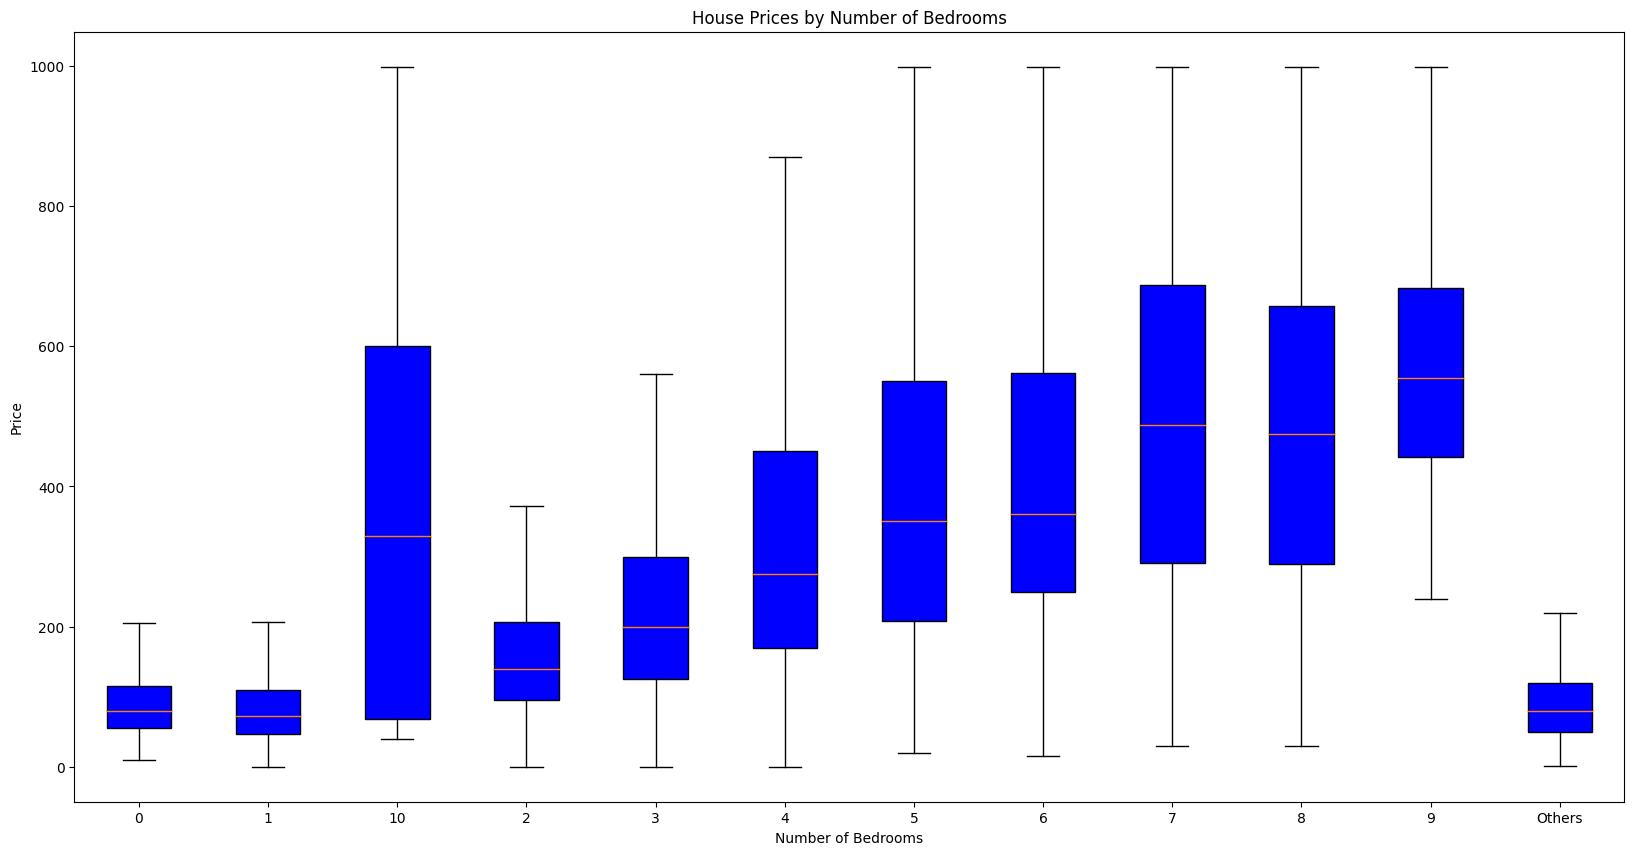 House Prices by Number of Bedrooms
1000
800
600
400
200
0
Price
0 1 10 2 3 4 5 6 7 8 9 Others
Number of Bedrooms